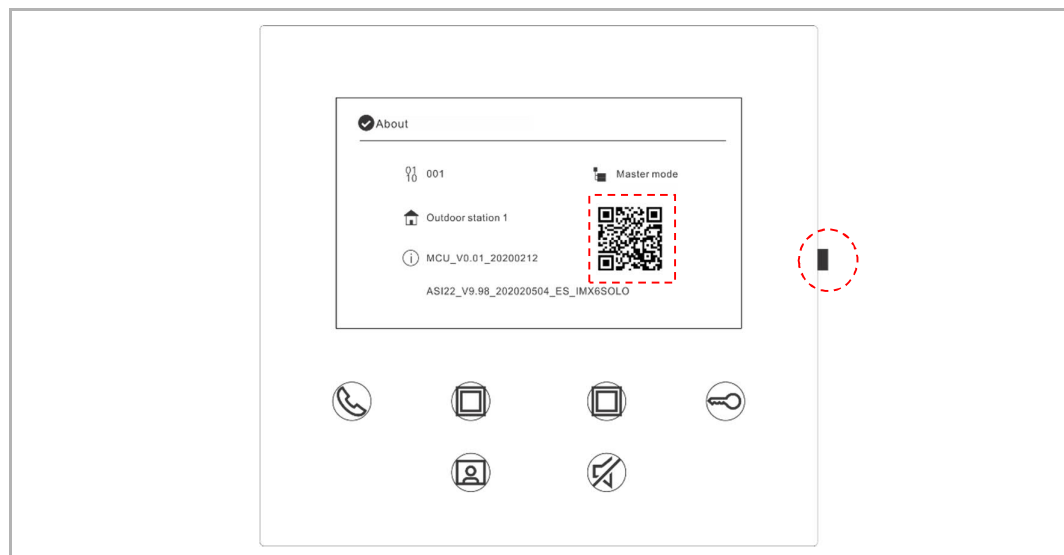 About
01
10
001
Master mode
Outdoor station 1
MCU_V0.01_20200212
ASI22_V9.98_202020504_ES_IMX6SOLO